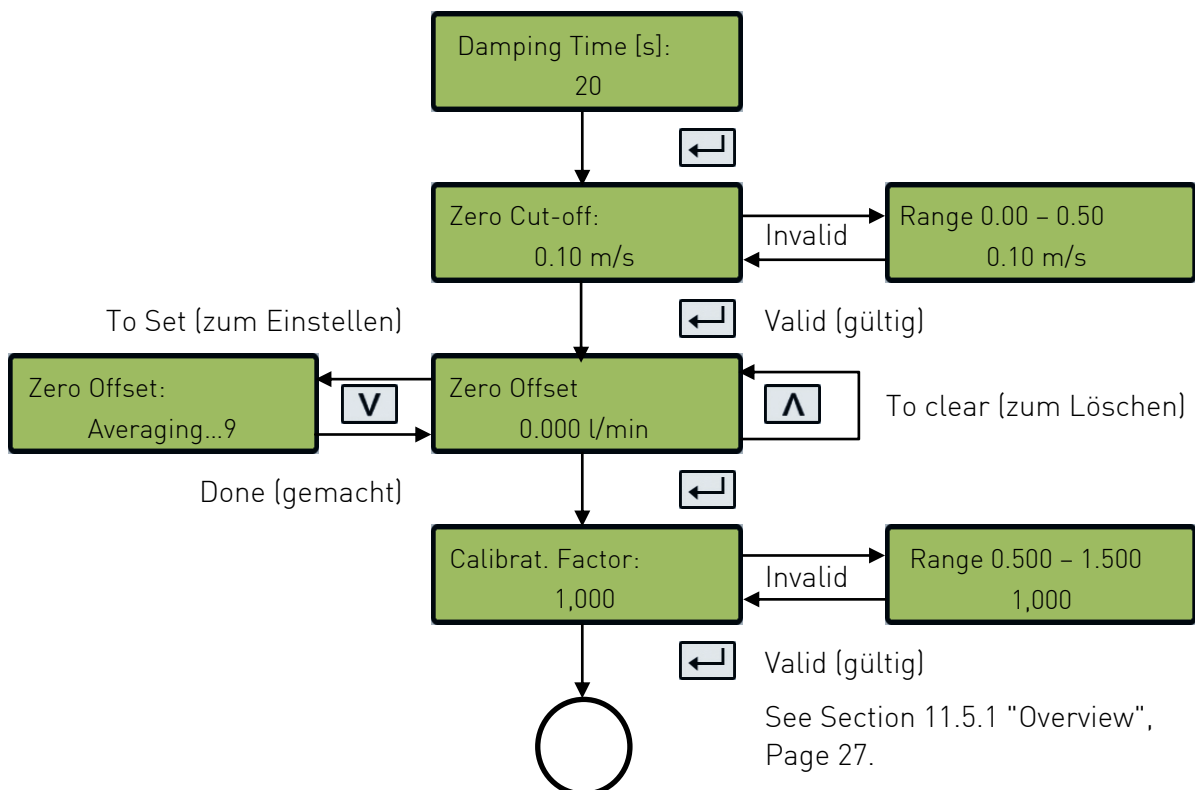 Damping Time [s]:
20
Zero Cut-off:
0.10 m/s
Invalid
Range 0.00 – 0.50
0.10 m/s
To Set (zum Einstellen)
Valid (gültig)
Zero Offset:
Averaging...9
V
Zero Offset
0.000 l/min
Λ
To clear (zum Löschen)
Done (gemacht)
Calibrat. Factor:
1,000
Invalid
Range 0.500 – 1.500
1,000
Valid (gültig)
See Section 11.5.1 "Overview",
Page 27.